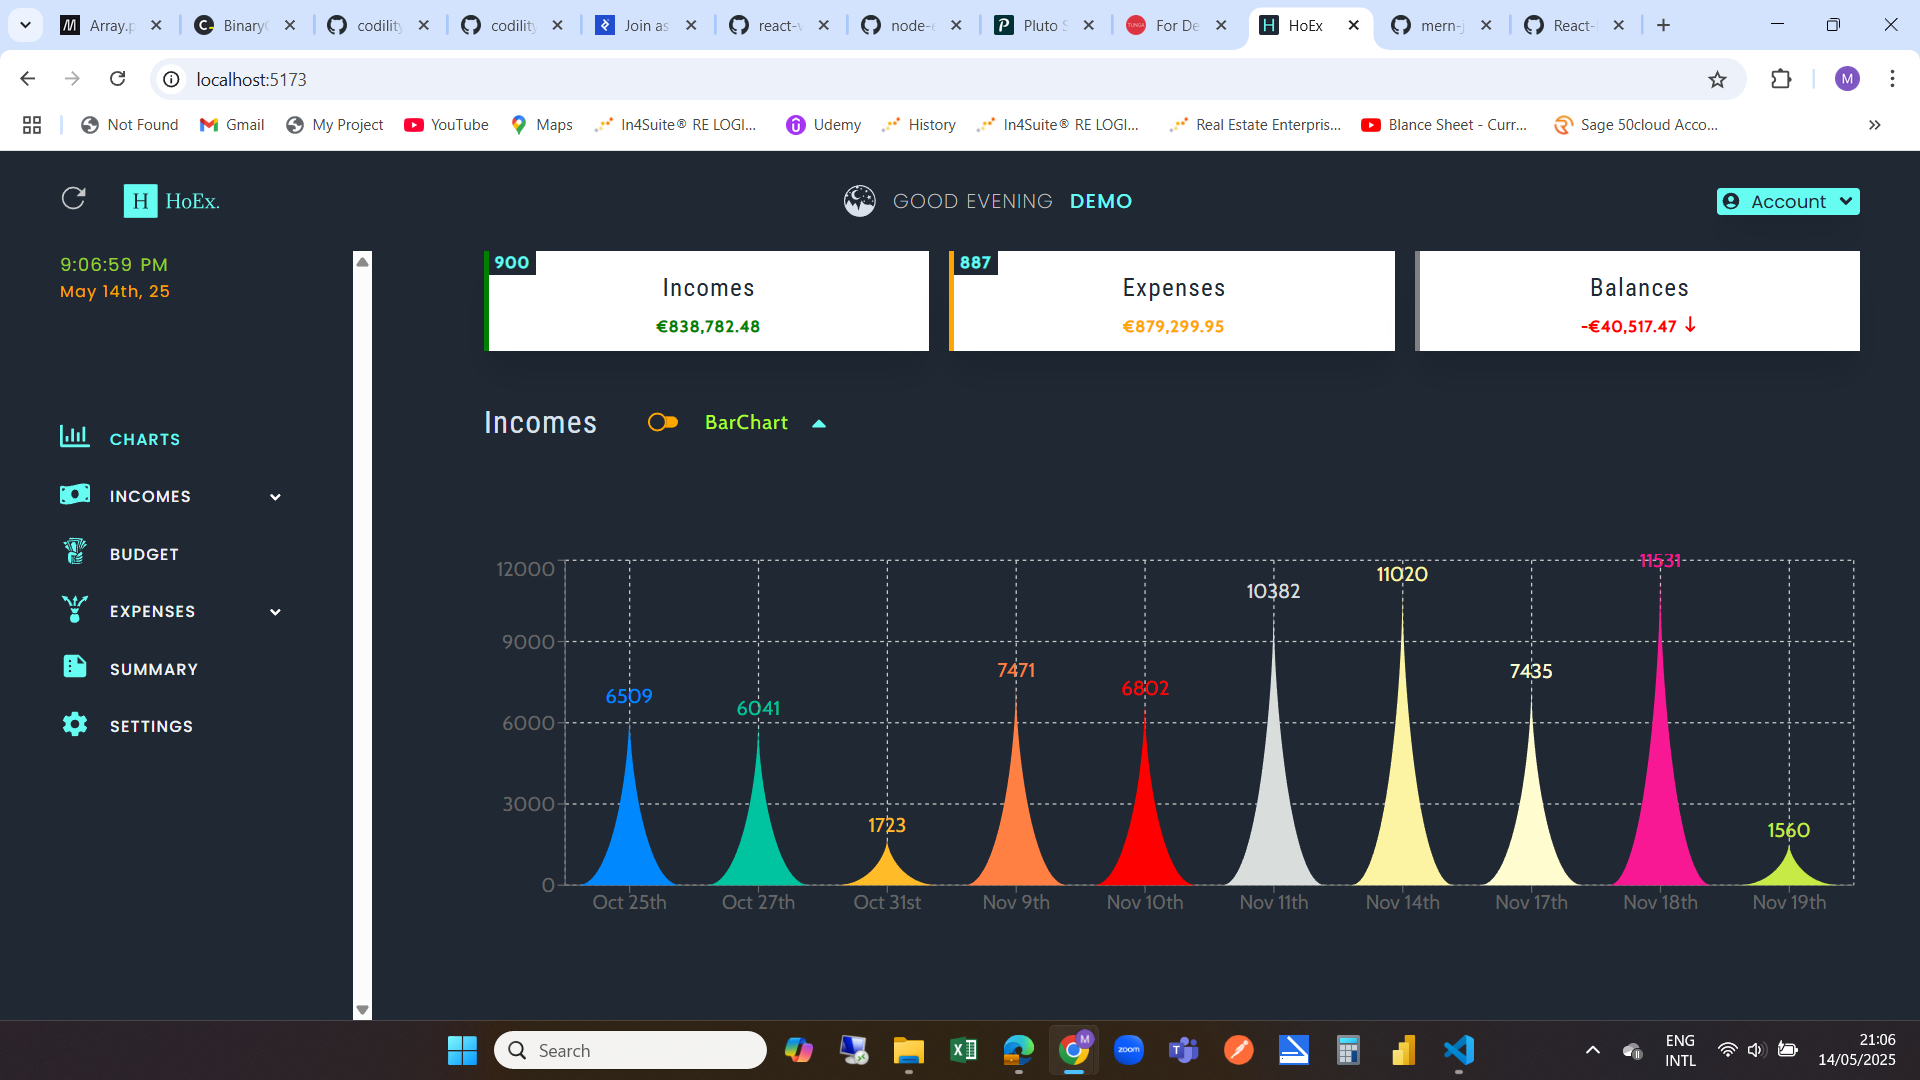 Array.p
Binary
codility
codility
Join as
react-v
node-e
Pluto S
For De
HoEx
mern-j
React-
localhost:5173
M
Not Found
Gmail
My Project
YouTube
Maps
In4Suite® RE LOGI...
Udemy
History
In4Suite® RE LOGI...
Real Estate Enterpris...
Blance Sheet - Curr...
Sage 50cloud Acco...
H HoEx.
GOOD EVENING DEMO
Account
9:06:59 PM
May 14th, 25
CHARTS
INCOMES
BUDGET
EXPENSES
SUMMARY
SETTINGS
900
Incomes
€838,782.48
887
Expenses
€879,299.95
Balances
-€40,517.47
Incomes
BarChart
12000
9000
6000
3000
0
6509
6041
1723
7471
6802
10382
11020
7435
11531
1560
Oct 25th
Oct 27th
Oct 31st
Nov 9th
Nov 10th
Nov 11th
Nov 14th
Nov 17th
Nov 18th
Nov 19th
Search
M
zoom
ENG
INTL
21:06
14/05/2025